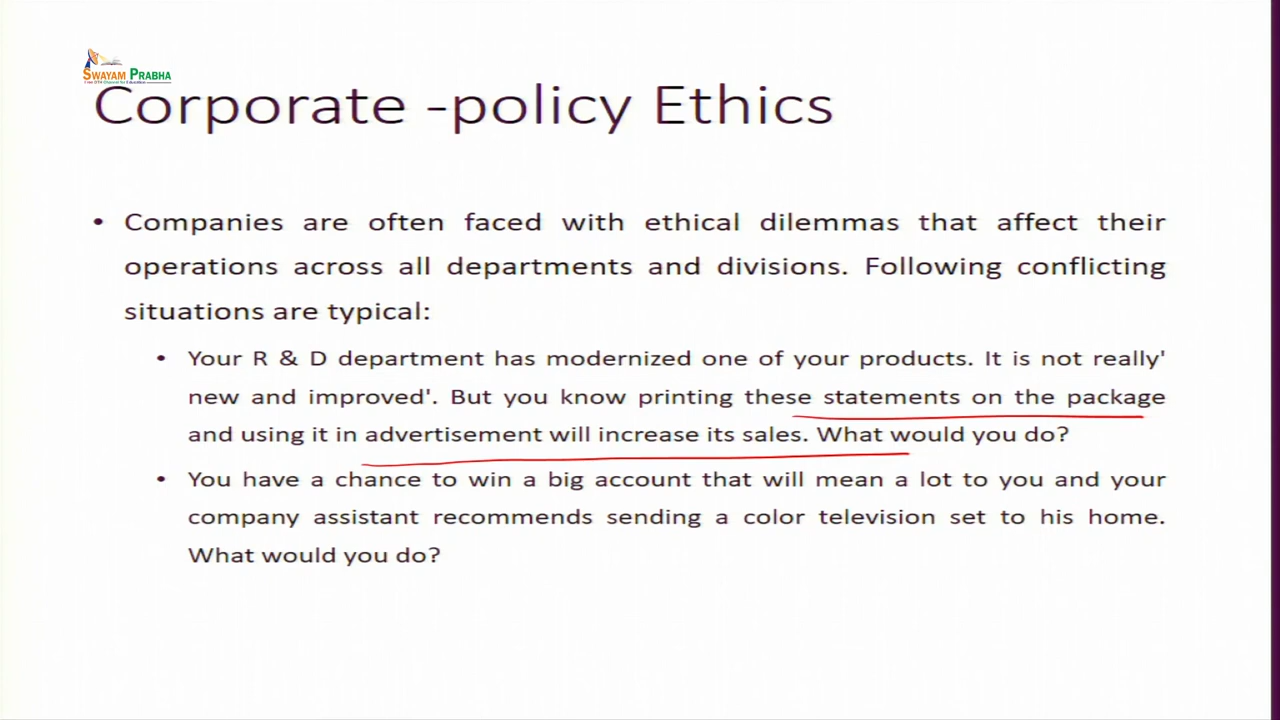 SWAYAM PRABHA
Corporate -policy Ethics
• Companies are often faced with ethical dilemmas that affect their
operations across all departments and divisions. Following conflicting
situations are typical:
• Your R & D department has modernized one of your products. It is not really'
new and improved'. But you know printing these statements on the package
and using it in advertisement will increase its sales. What would you do?
• You have a chance to win a big account that will mean a lot to you and your
company assistant recommends sending a color television set to his home.
What would you do?